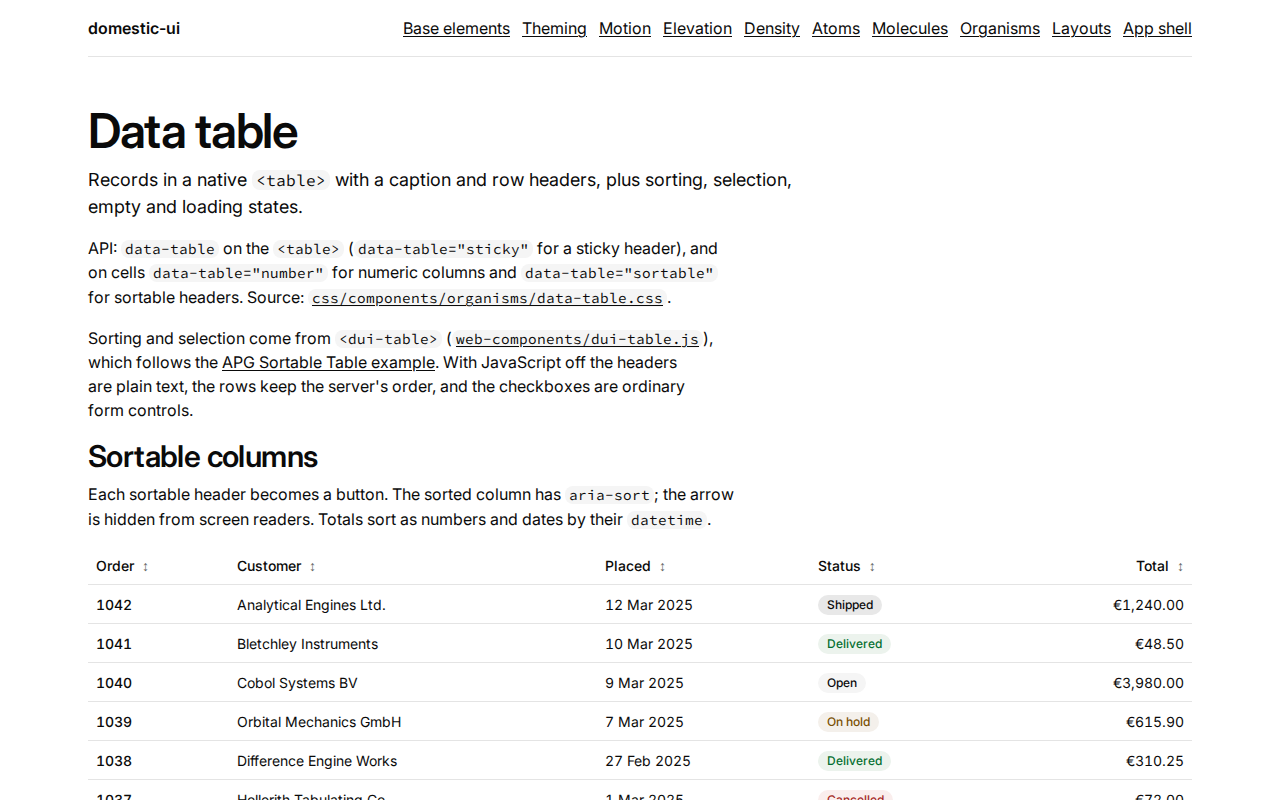 domestic-ui
Base elements Theming Motion Elevation Density Atoms Molecules Organisms Layouts App shell
Data table
Records in a native <table> with a caption and row headers, plus sorting, selection,
empty and loading states.
API: data-table on the <table> ( data-table="sticky" for a sticky header), and
on cells data-table="number" for numeric columns and data-table="sortable"
for sortable headers. Source: css/components/organisms/data-table.css .
Sorting and selection come from <dui-table> ( web-components/dui-table.js ),
which follows the APG Sortable Table example. With JavaScript off the headers
are plain text, the rows keep the server's order, and the checkboxes are ordinary
form controls.
Sortable columns
Each sortable header becomes a button. The sorted column has aria-sort ; the arrow
is hidden from screen readers. Totals sort as numbers and dates by their datetime .
Order ↕ Customer ↕ Placed ↕ Status ↕ Total ↕
1042 Analytical Engines Ltd. 12 Mar 2025 Shipped €1,240.00
1041 Bletchley Instruments 10 Mar 2025 Delivered €48.50
1040 Cobol Systems BV 9 Mar 2025 Open €3,980.00
1039 Orbital Mechanics GmbH 7 Mar 2025 On hold €615.90
1038 Difference Engine Works 27 Feb 2025 Delivered €310.25
1037 Hollerith Tabulating Co. 1 Mar 2025 Cancelled €72.00